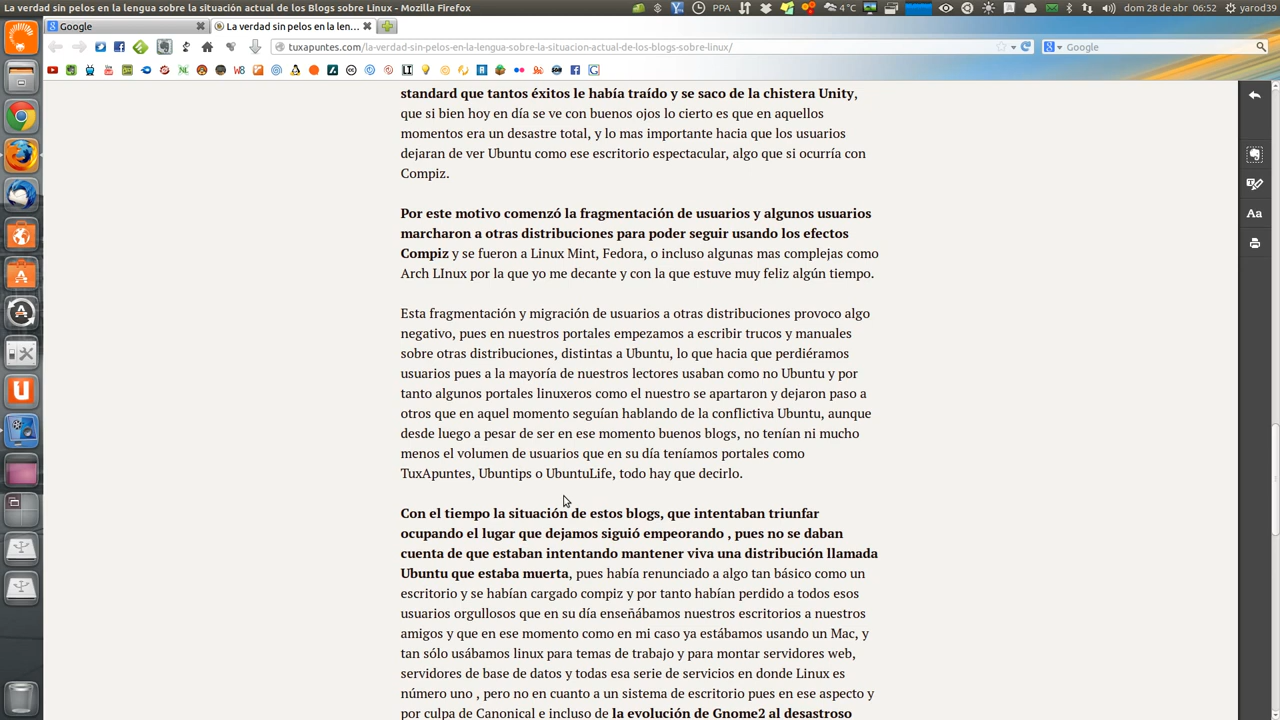 La verdad sin pelos en la lengua sobre la situación actual de los Blogs sobre Linux - Mozilla Firefox
PPA
4°C
dom 28 de abr
06:52
yarod39
Google
La verdad sin pelos en la len...
tuxapuntes.com/la-verdad-sin-pelos-en-la-lengua-sobre-la-situacion-actual-de-los-blogs-sobre-linux/
Google
standard que tantos éxitos le había traído y se saco de la chistera Unity,
que si bien hoy en día se ve con buenos ojos lo cierto es que en aquellos
momentos era un desastre total, y lo mas importante hacia que los usuarios
dejaran de ver Ubuntu como ese escritorio espectacular, algo que si ocurría con
Compiz.
Por este motivo comenzó la fragmentación de usuarios y algunos usuarios
marcharon a otras distribuciones para poder seguir usando los efectos
Compiz y se fueron a Linux Mint, Fedora, o incluso algunas mas complejas como
Arch LInux por la que yo me decante y con la que estuve muy feliz algún tiempo.
Esta fragmentación y migración de usuarios a otras distribuciones provoco algo
negativo, pues en nuestros portales empezamos a escribir trucos y manuales
sobre otras distribuciones, distintas a Ubuntu, lo que hacia que perdiéramos
usuarios pues a la mayoría de nuestros lectores usaban como no Ubuntu y por
tanto algunos portales linuxeros como el nuestro se apartaron y dejaron paso a
otros que en aquel momento seguían hablando de la conflictiva Ubuntu, aunque
desde luego a pesar de ser en ese momento buenos blogs, no tenían ni mucho
menos el volumen de usuarios que en su día teníamos portales como
TuxApuntes, Ubuntips o UbuntuLife, todo hay que decirlo.
Con el tiempo la situación de estos blogs, que intentaban triunfar
ocupando el lugar que dejamos siguió empeorando , pues no se daban
cuenta de que estaban intentando mantener viva una distribución llamada
Ubuntu que estaba muerta, pues había renunciado a algo tan básico como un
escritorio y se habían cargado compiz y por tanto habían perdido a todos esos
usuarios orgullosos que en su día enseñábamos nuestros escritorios a nuestros
amigos y que en ese momento como en mi caso ya estábamos usando un Mac, y
tan sólo usábamos linux para temas de trabajo y para montar servidores web,
servidores de base de datos y todas esa serie de servicios en donde Linux es
número uno , pero no en cuanto a un sistema de escritorio pues en ese aspecto y
por culpa de Canonical e incluso de la evolución de Gnome2 al desastroso
Aa